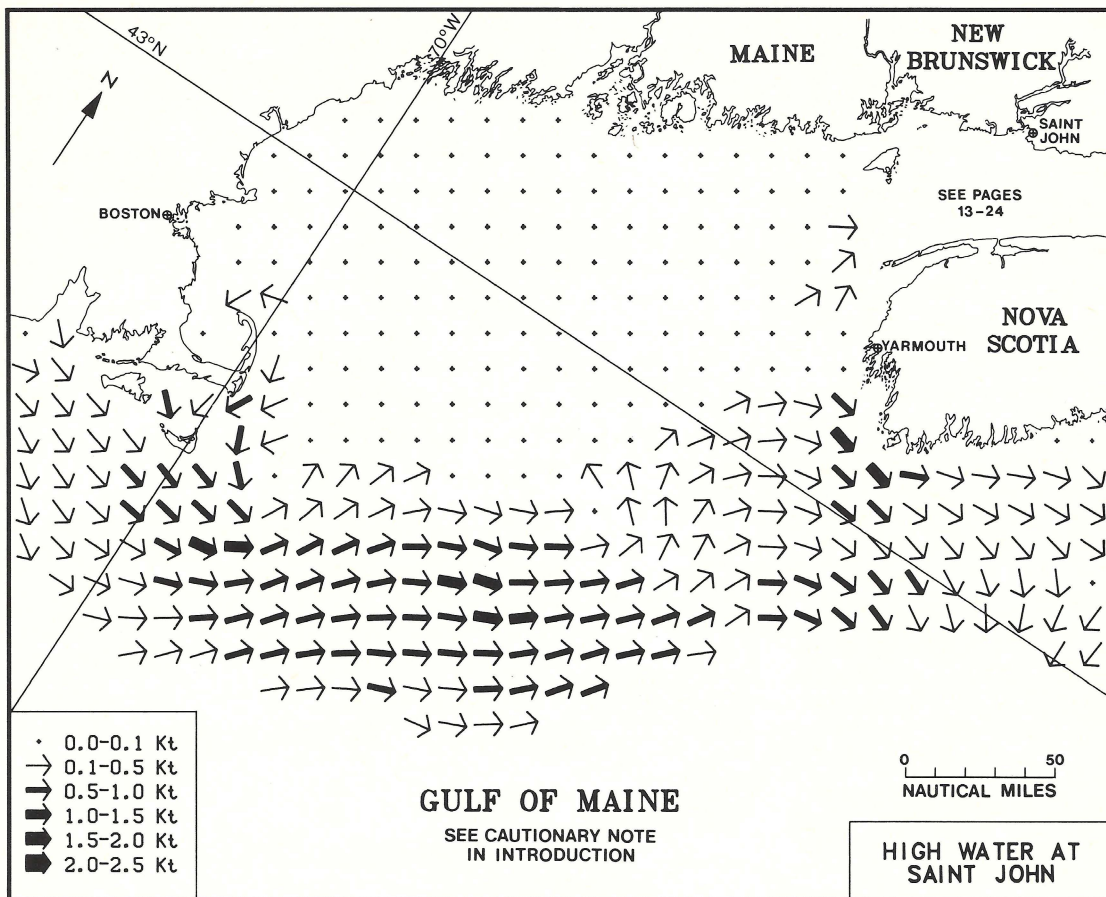 43°N
70°W
N
MAINE
NEW
BRUNSWICK
SAINT
JOHN
BOSTON
SEE PAGES
13-24
NOVA
SCOTIA
YARMOUTH
0.0-0.1 Kt
0.1-0.5 Kt
0.5-1.0 Kt
1.0-1.5 Kt
1.5-2.0 Kt
2.0-2.5 Kt
GULF OF MAINE
SEE CAUTIONARY NOTE
IN INTRODUCTION
0 50
NAUTICAL MILES
HIGH WATER AT
SAINT JOHN